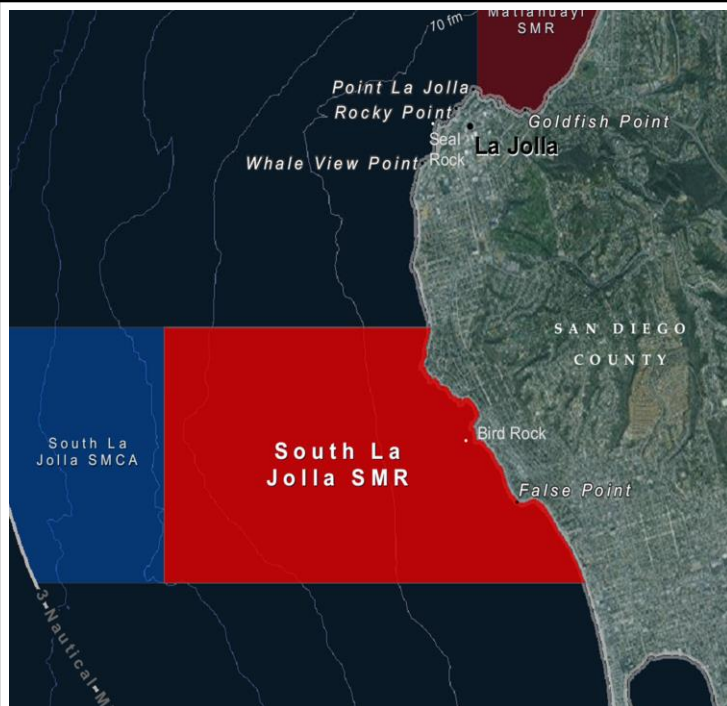 10 fm
Matlahuayl
SMR
Point La Jolla
Rocky Point
Goldfish Point
Seal
Rock
La Jolla
Whale View Point
SAN DIEGO
COUNTY
South La
Jolla SMCA
South La
Jolla SMR
Bird Rock
False Point
3-Nautical-M